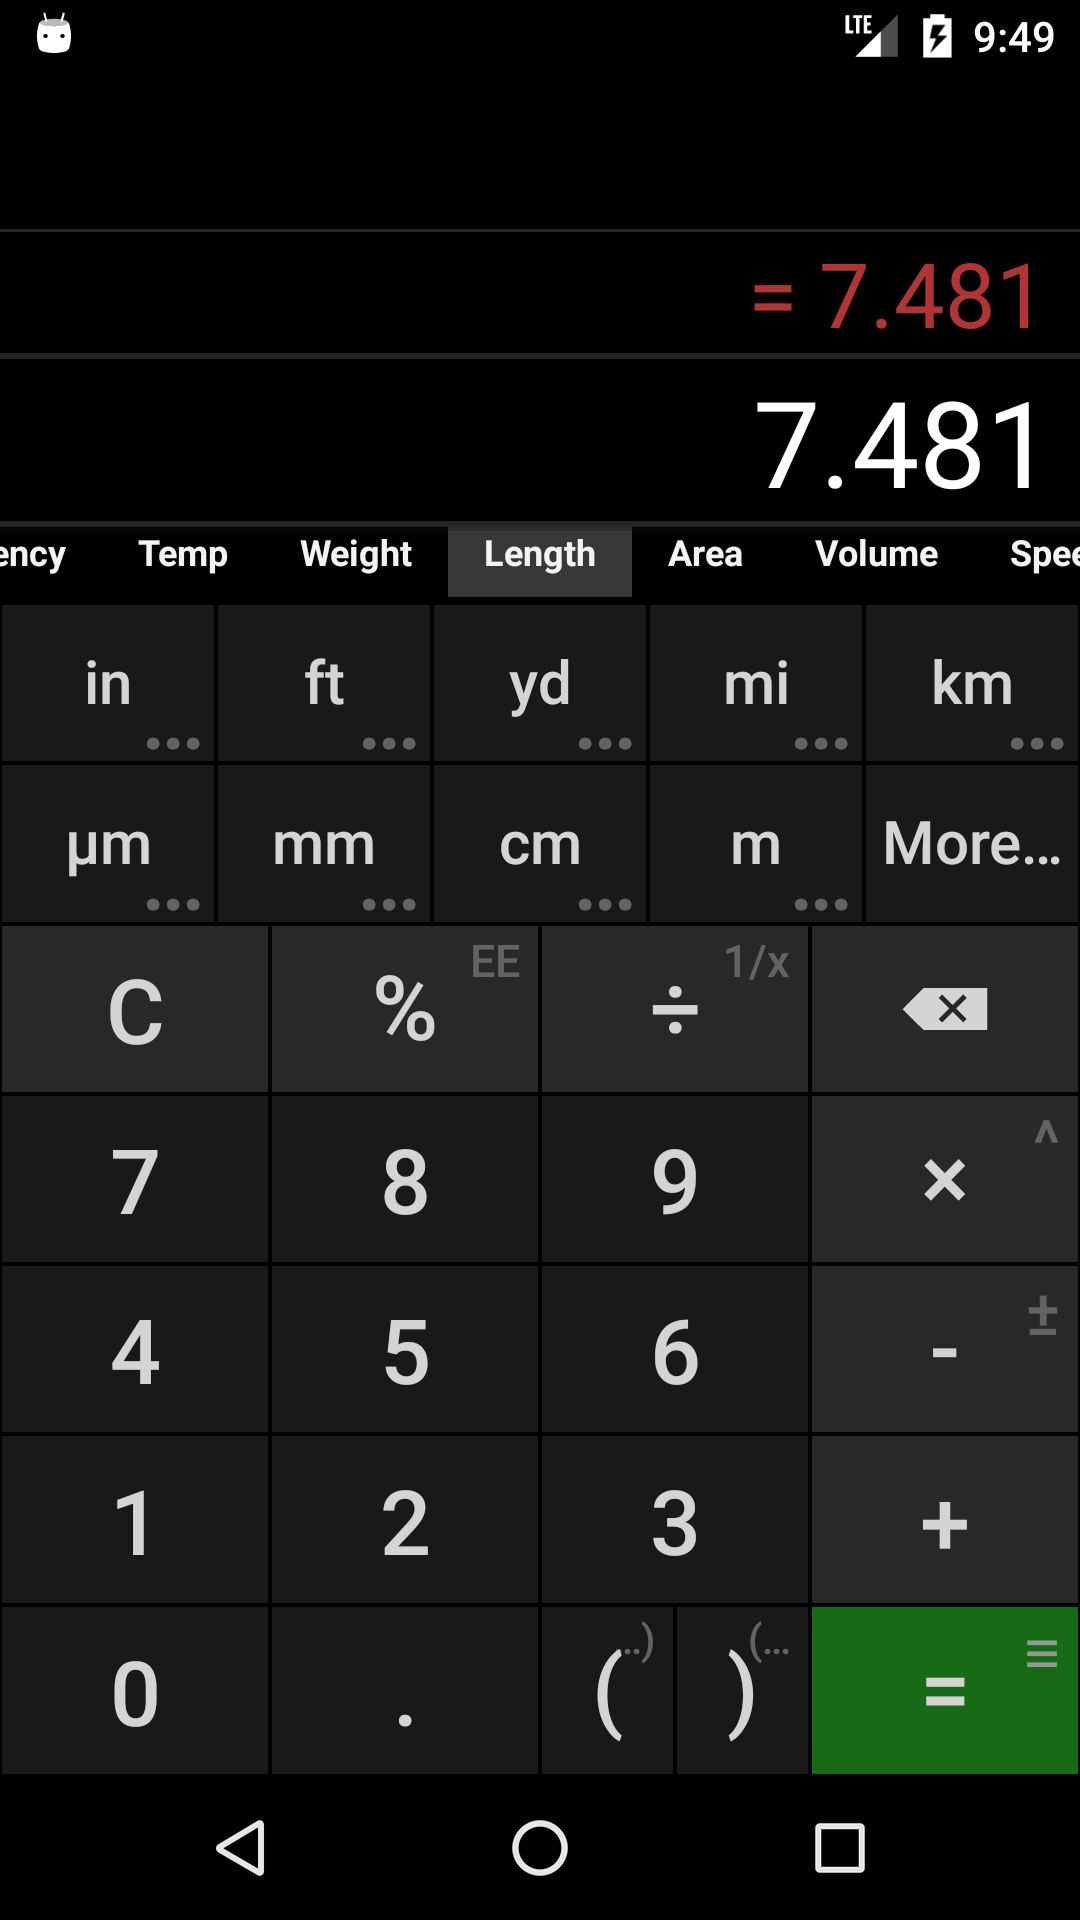 LTE 9:49
= 7.481
7.481
ency Temp Weight Length Area Volume Spee
in ft yd mi km
µm mm cm m More...
C % EE ÷ 1/x
7 8 9 × ^
4 5 6 - ±
1 2 3 +
0 . ( ..) ) (... =